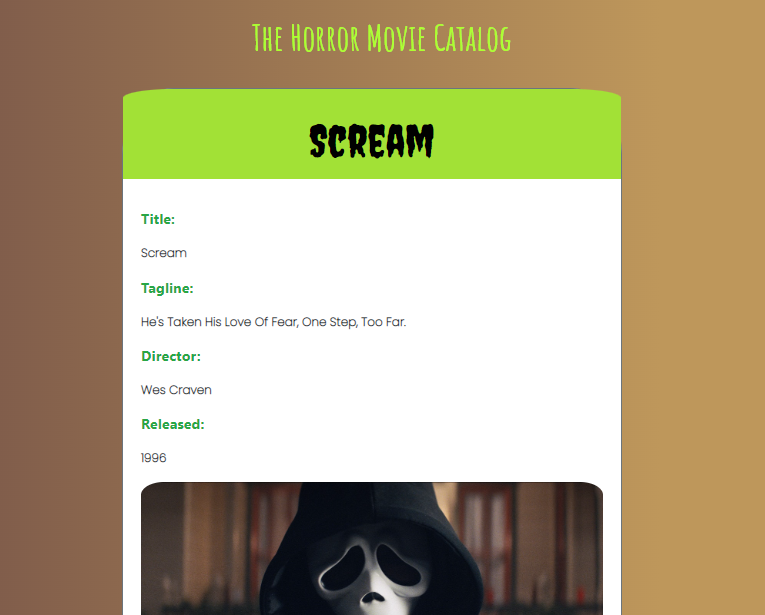 The Horror Movie Catalog
SCREAM
Title:
Scream
Tagline:
He's Taken His Love Of Fear, One Step, Too Far.
Director:
Wes Craven
Released:
1996